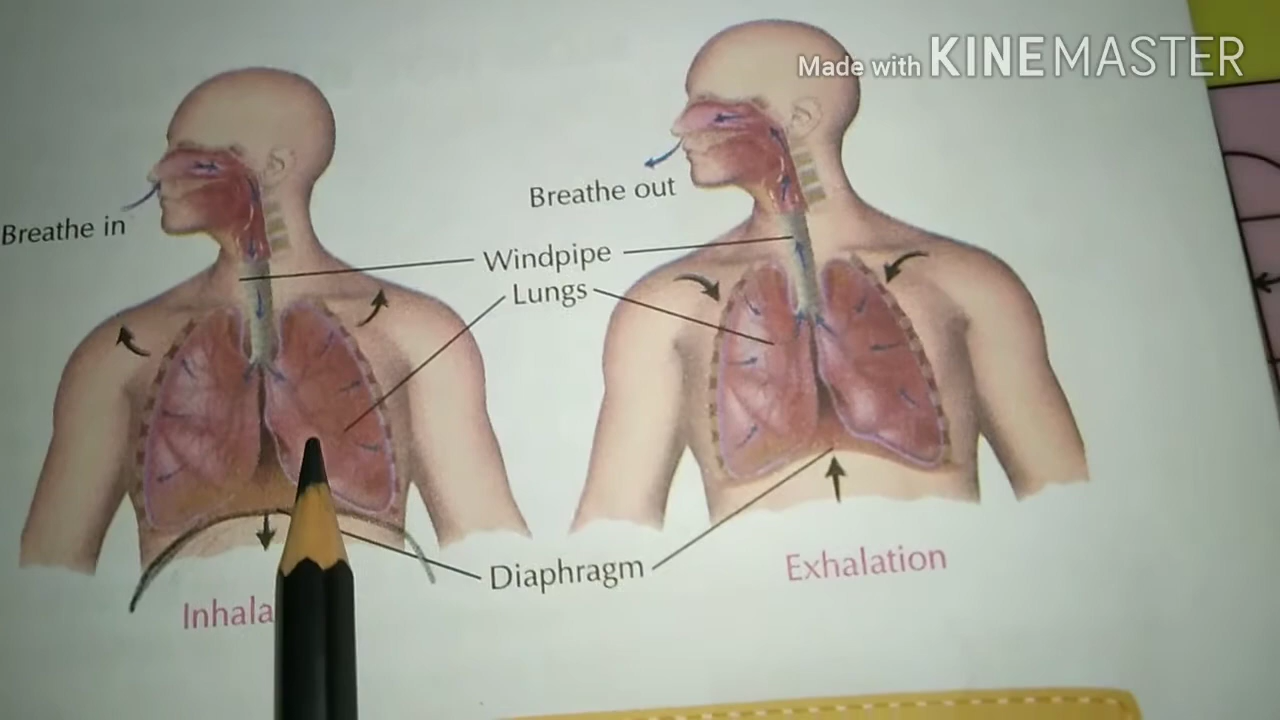 Made with KINEMASTER
Breathe in
Breathe out
Windpipe
Lungs
Diaphragm
Inhala
Exhalation